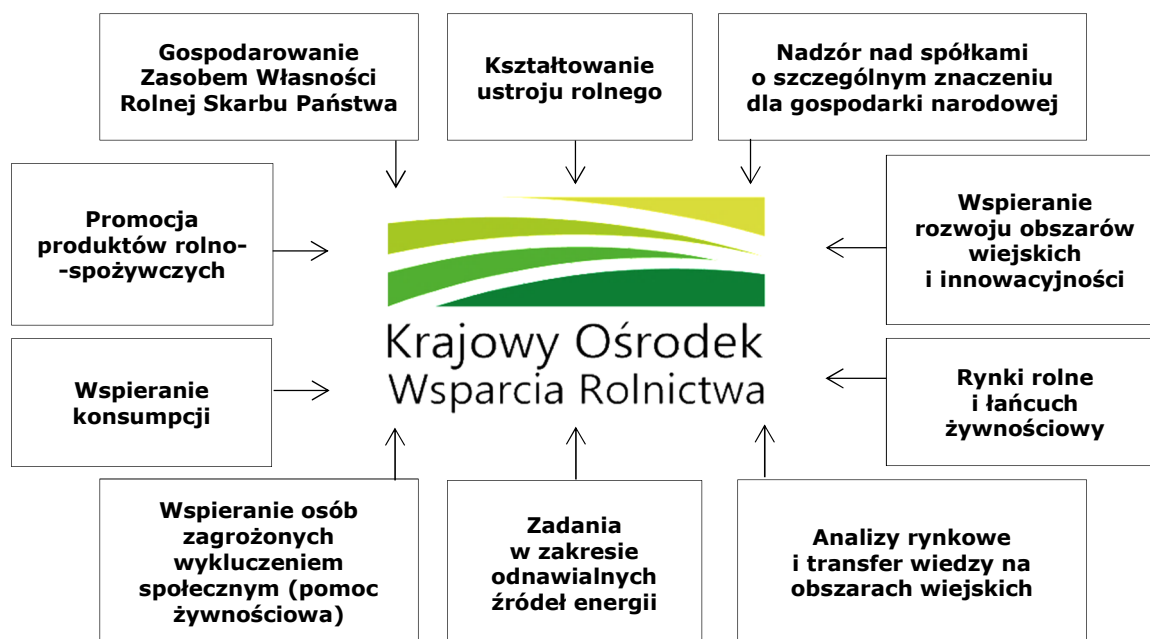 Gospodarowanie
Zasobem Własności
Rolnej Skarbu Państwa
Kształtowanie
ustroju rolnego
Nadzór nad spółkami
o szczególnym znaczeniu
dla gospodarki narodowej
Promocja
produktów rolno-
-spożywczych
Wspieranie
rozwoju obszarów
wiejskich
i innowacyjności
Krajowy Ośrodek
Wsparcia Rolnictwa
Wspieranie
konsumpcji
Rynki rolne
i łańcuch
żywnościowy
Wspieranie osób
zagrożonych
wykluczeniem
społecznym (pomoc
żywnościowa)
Zadania
w zakresie
odnawialnych
źródeł energii
Analizy rynkowe
i transfer wiedzy na
obszarach wiejskich